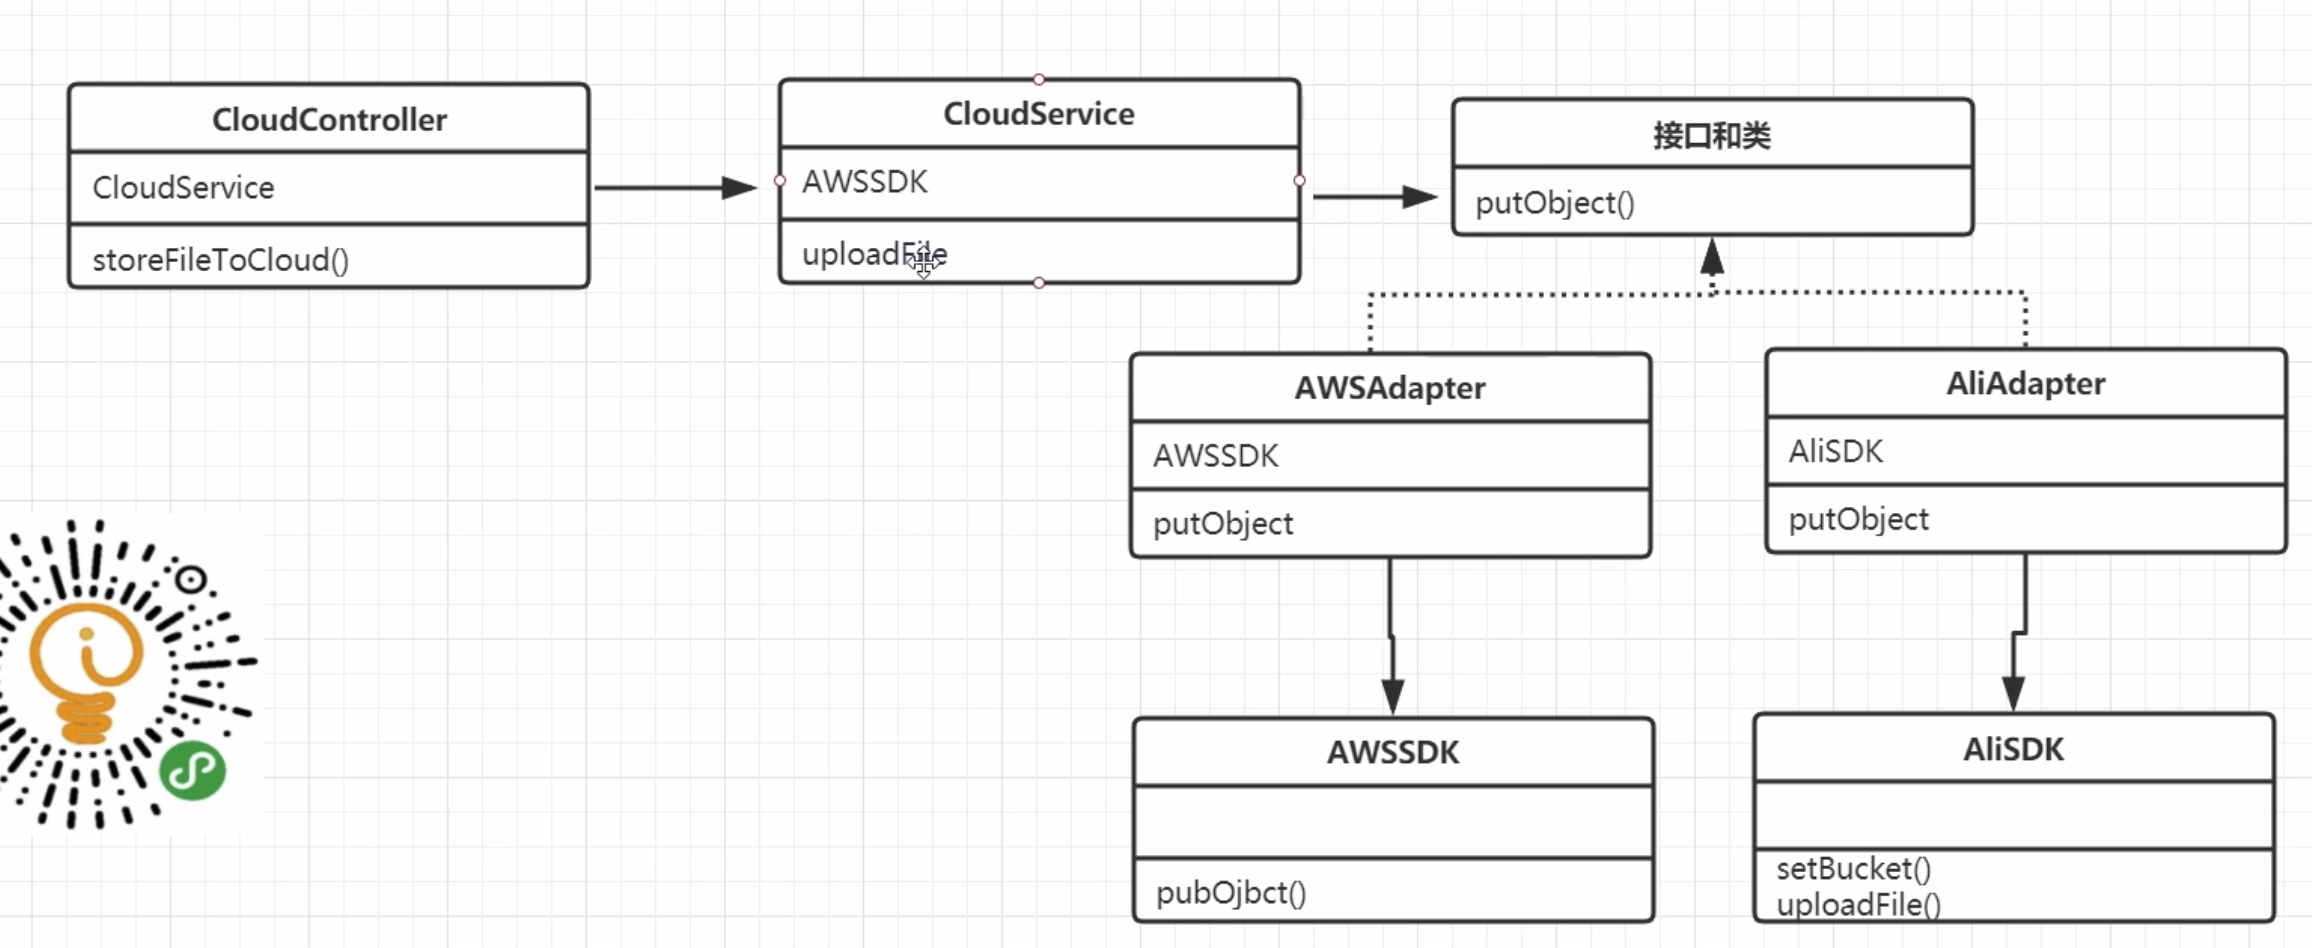 CloudController
CloudService
storeFileToCloud()
CloudService
AWSSDK
uploadFile
接口和类
putObject()
AWSAdapter
AWSSDK
putObject
AliAdapter
AliSDK
putObject
AWSSDK
pubOjbct()
AliSDK
setBucket()
uploadFile()